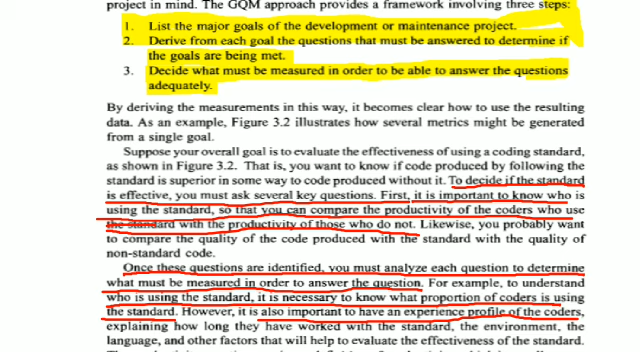 project in mind. The GQM approach provides a framework involving three steps:
1. List the major goals of the development or maintenance project.
2. Derive from each goal the questions that must be answered to determine if
the goals are being met.
3. Decide what must be measured in order to be able to answer the questions
adequately.
By deriving the measurements in this way, it becomes clear how to use the resulting
data. As an example, Figure 3.2 illustrates how several metrics might be generated
from a single goal.
Suppose your overall goal is to evaluate the effectiveness of using a coding standard,
as shown in Figure 3.2. That is, you want to know if code produced by following the
standard is superior in some way to code produced without it. To decide if the standard
is effective, you must ask several key questions. First, it is important to know who is
using the standard, so that you can compare the productivity of the coders who use
the standard with the productivity of those who do not. Likewise, you probably want
to compare the quality of the code produced with the standard with the quality of
non-standard code.
Once these questions are identified, you must analyze each question to determine
what must be measured in order to answer the question. For example, to understand
who is using the standard, it is necessary to know what proportion of coders is using
the standard. However, it is also important to have an experience profile of the coders,
explaining how long they have worked with the standard, the environment, the
language, and other factors that will help to evaluate the effectiveness of the standard.